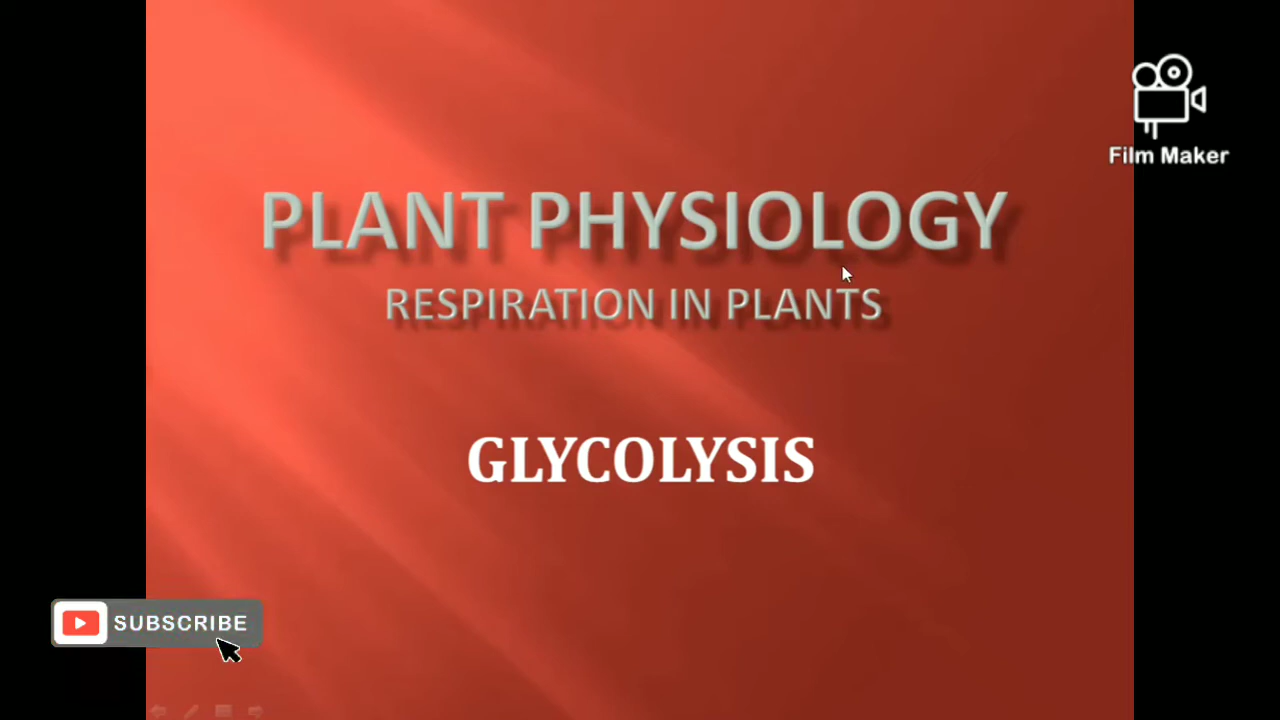 Film Maker
PLANT PHYSIOLOGY
RESPIRATION IN PLANTS
GLYCOLYSIS
SUBSCRIBE